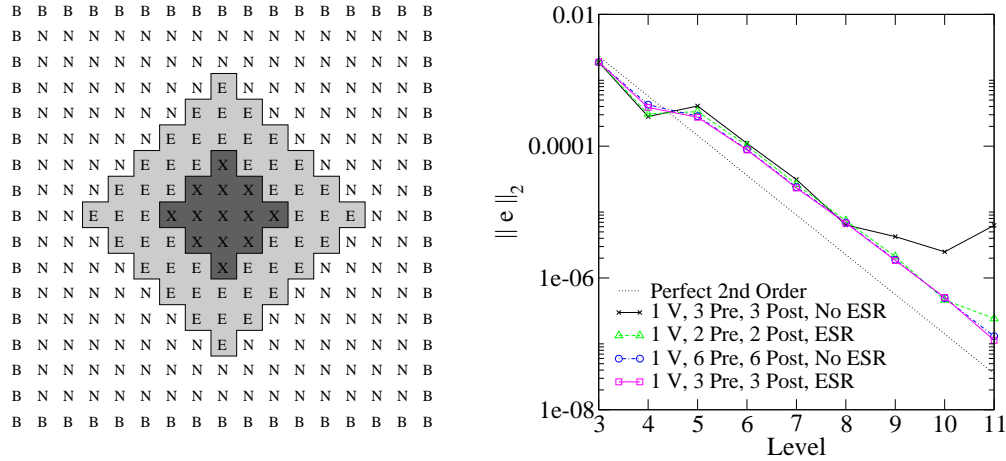 B B B B B B B B B B B B B B B B B
B N N N N N N N N N N N N N N N B
B N N N N N N N N N N N N N N N B
B N N N N N N N E N N N N N N N B
B N N N N N N E E E N N N N N N B
B N N N N N E E E E E N N N N N B
B N N N N E E E X E E E N N N N B
B N N N E E E X X X E E E N N N B
B N N E E E X X X X X E E E N N B
B N N N E E E X X X E E E N N N B
B N N N N E E E X E E E N N N N B
B N N N N N E E E E E N N N N N B
B N N N N N N E E E N N N N N N B
B N N N N N N N E N N N N N N N B
B N N N N N N N N N N N N N N N B
B N N N N N N N N N N N N N N N B
B B B B B B B B B B B B B B B B B
0.01
0.0001
1e-06
1e-08
|| e ||2
Perfect 2nd Order
1 V, 3 Pre, 3 Post, No ESR
1 V, 2 Pre, 2 Post, ESR
1 V, 6 Pre, 6 Post, No ESR
1 V, 3 Pre, 3 Post, ESR
3 4 5 6 7 8 9 10 11
Level